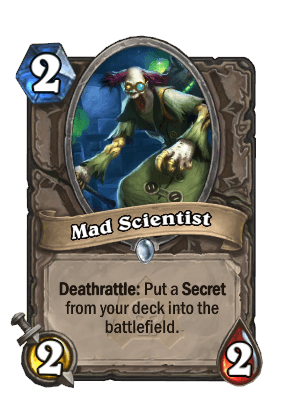 2
Mad Scientist
Deathrattle: Put a Secret
from your deck into the
battlefield.
2
2